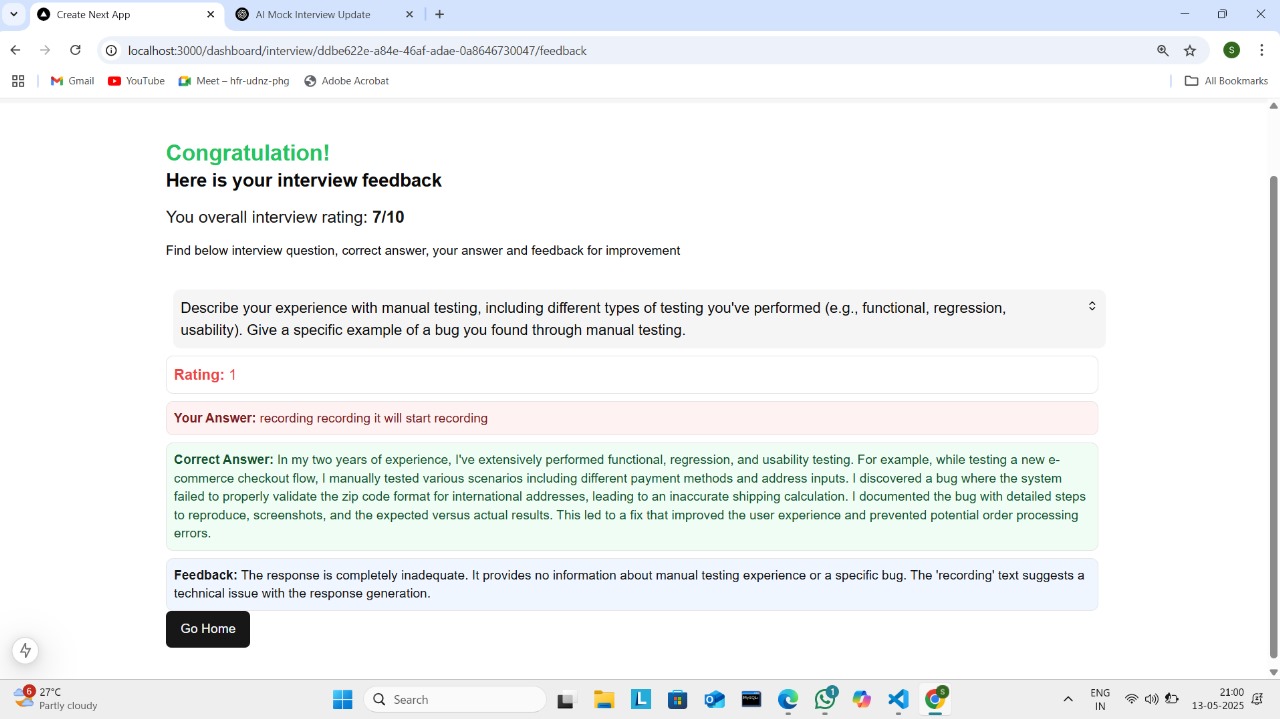 Create Next App
AI Mock Interview Update
localhost:3000/dashboard/interview/ddbe622e-a84e-46af-adae-0a8646730047/feedback
S
Gmail
YouTube
Meet – hfr-udnz-phg
Adobe Acrobat
All Bookmarks
Congratulation!
Here is your interview feedback
You overall interview rating: 7/10
Find below interview question, correct answer, your answer and feedback for improvement
Describe your experience with manual testing, including different types of testing you've performed (e.g., functional, regression,
usability). Give a specific example of a bug you found through manual testing.
Rating: 1
Your Answer: recording recording it will start recording
Correct Answer: In my two years of experience, I've extensively performed functional, regression, and usability testing. For example, while testing a new e-
commerce checkout flow, I manually tested various scenarios including different payment methods and address inputs. I discovered a bug where the system
failed to properly validate the zip code format for international addresses, leading to an inaccurate shipping calculation. I documented the bug with detailed steps
to reproduce, screenshots, and the expected versus actual results. This led to a fix that improved the user experience and prevented potential order processing
errors.
Feedback: The response is completely inadequate. It provides no information about manual testing experience or a specific bug. The 'recording' text suggests a
technical issue with the response generation.
Go Home
6
27°C
Partly cloudy
Search
L
MySQL
1
S
ENG
IN
21:00
13-05-2025